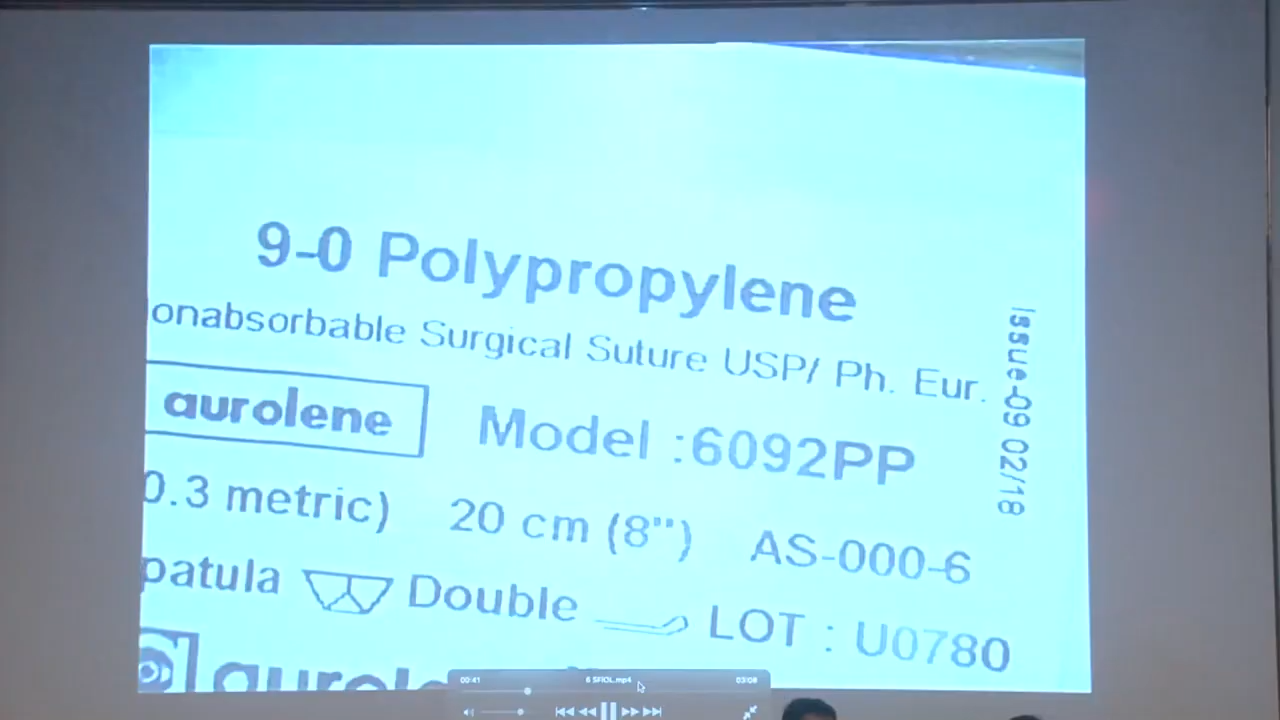 9-0 Polypropylene
onabsorbable Surgical Suture USP/ Ph. Eur.
Issue-09 02/18
aurolene
Model :6092PP
0.3 metric) 20 cm (8") AS-000-6
patula Double LOT : U0780
00:41 6 SFIOL.mp4 03:08